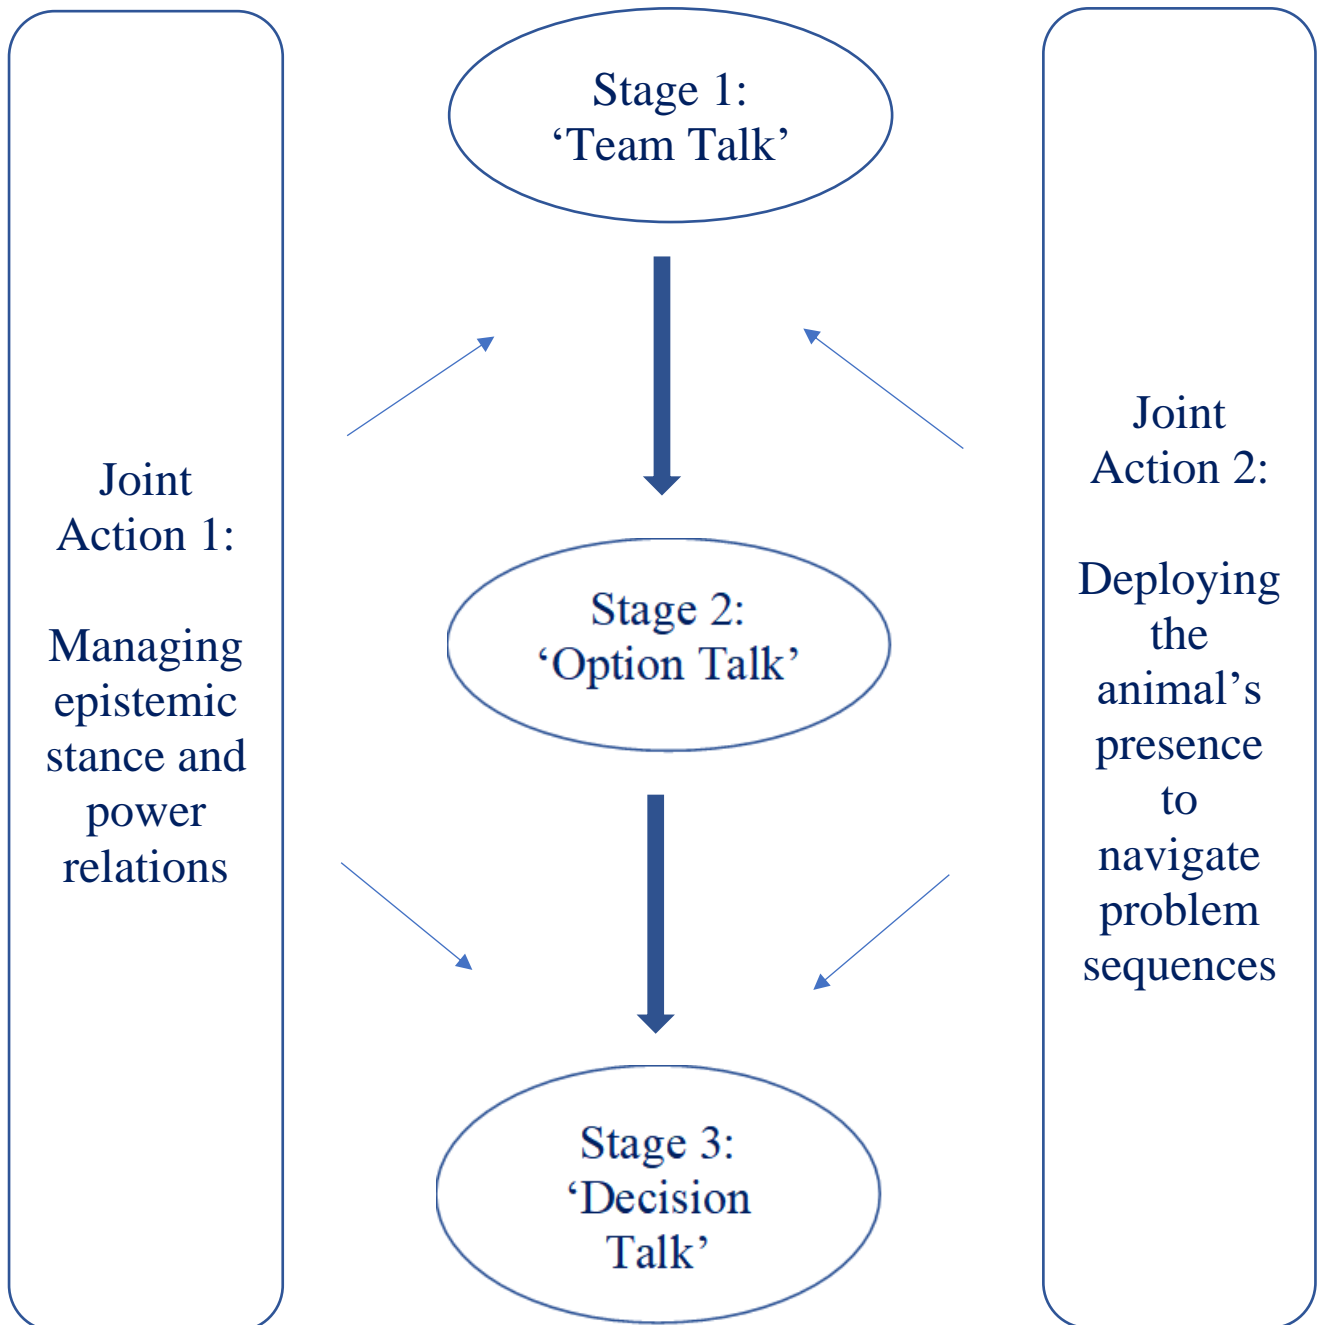 Stage 1:
‘Team Talk’
Joint
Action 1:
Managing
epistemic
stance and
power
relations
Stage 2:
‘Option Talk’
Joint
Action 2:
Deploying
the
animal’s
presence
to
navigate
problem
sequences
Stage 3:
‘Decision
Talk’